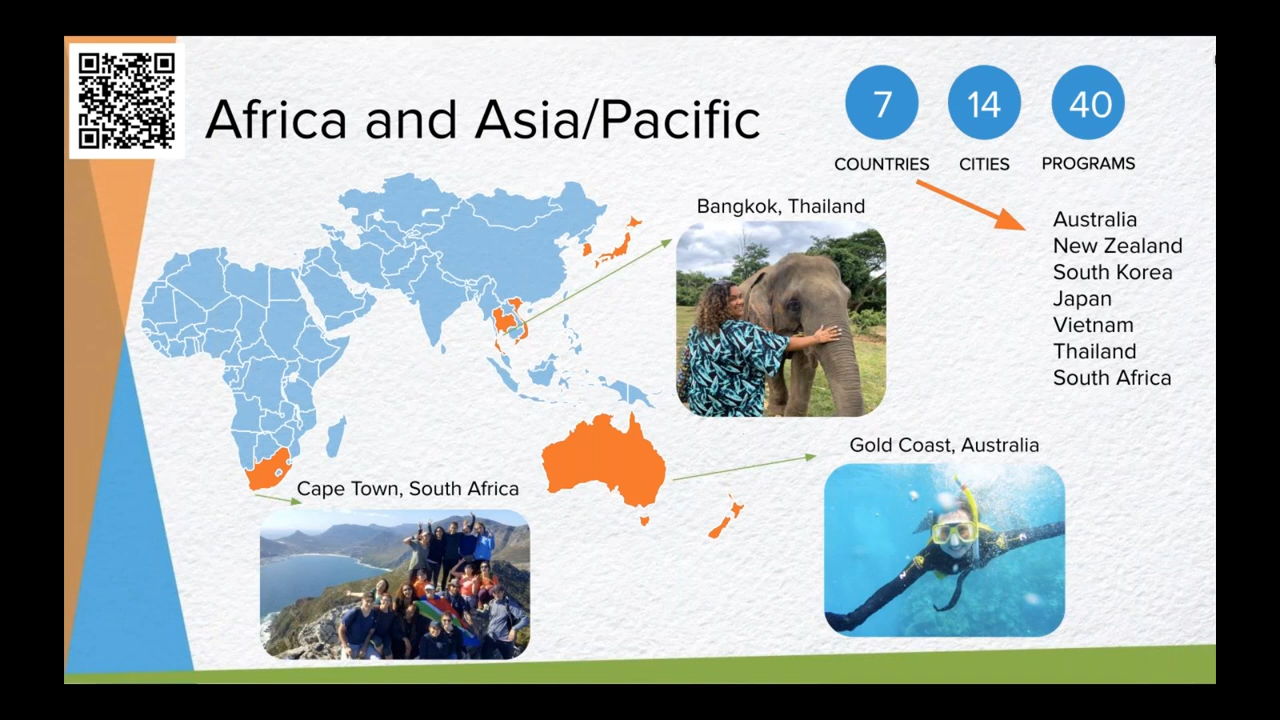 Africa and Asia/Pacific
7
COUNTRIES
14
CITIES
40
PROGRAMS
Australia
New Zealand
South Korea
Japan
Vietnam
Thailand
South Africa
Bangkok, Thailand
Gold Coast, Australia
Cape Town, South Africa